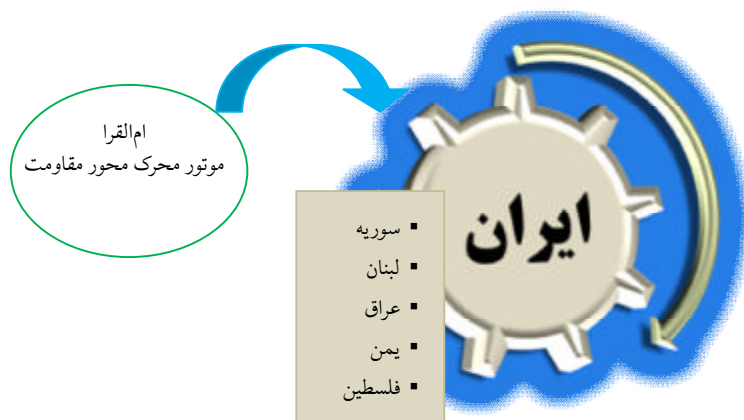 ام‌القرا
موتور محرک محور مقاومت
ایران
▪ سوریه
▪ لبنان
▪ عراق
▪ یمن
▪ فلسطین